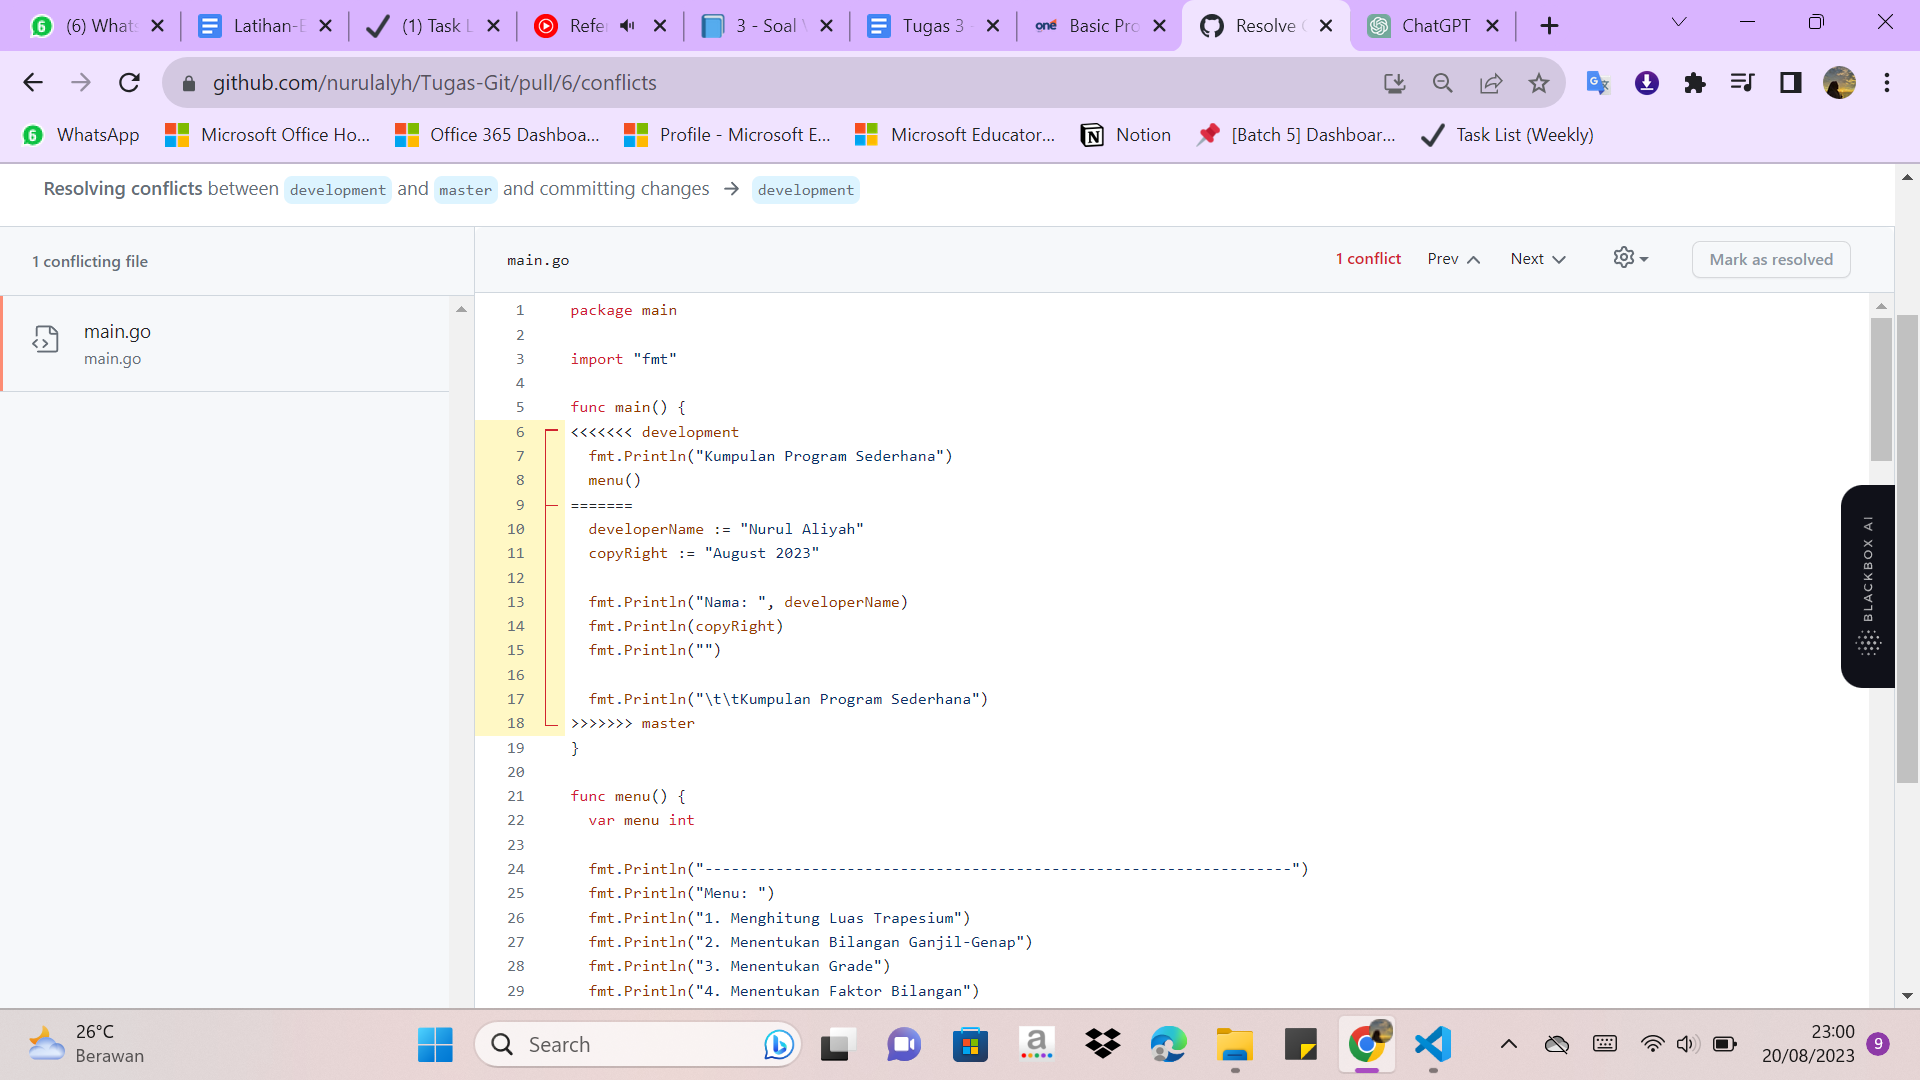 (6) Whats
Latihan-E
(1) Task L
Refer
3 - Soal V
Tugas 3 -
one Basic Pro
Resolve C
ChatGPT
github.com/nurulalyh/Tugas-Git/pull/6/conflicts
WhatsApp
Microsoft Office Ho...
Office 365 Dashboa...
Profile - Microsoft E...
Microsoft Educator...
Notion
[Batch 5] Dashboar...
Task List (Weekly)
Resolving conflicts between development and master and committing changes → development
1 conflicting file
main.go
main.go
main.go
1 conflict
Prev
Next
Mark as resolved
1 package main
2
3 import "fmt"
4
5 func main() {
6 <<<<<<< development
7 fmt.Println("Kumpulan Program Sederhana")
8 menu()
9 =======
10 developerName := "Nurul Aliyah"
11 copyRight := "August 2023"
12
13 fmt.Println("Nama: ", developerName)
14 fmt.Println(copyRight)
15 fmt.Println("")
16
17 fmt.Println("\t\tKumpulan Program Sederhana")
18 >>>>>>> master
19 }
20
21 func menu() {
22 var menu int
23
24 fmt.Println("------------------------------------------------------------------")
25 fmt.Println("Menu: ")
26 fmt.Println("1. Menghitung Luas Trapesium")
27 fmt.Println("2. Menentukan Bilangan Ganjil-Genap")
28 fmt.Println("3. Menentukan Grade")
29 fmt.Println("4. Menentukan Faktor Bilangan")
BLACKBOX AI
26°C
Berawan
Search
23:00
20/08/2023
9